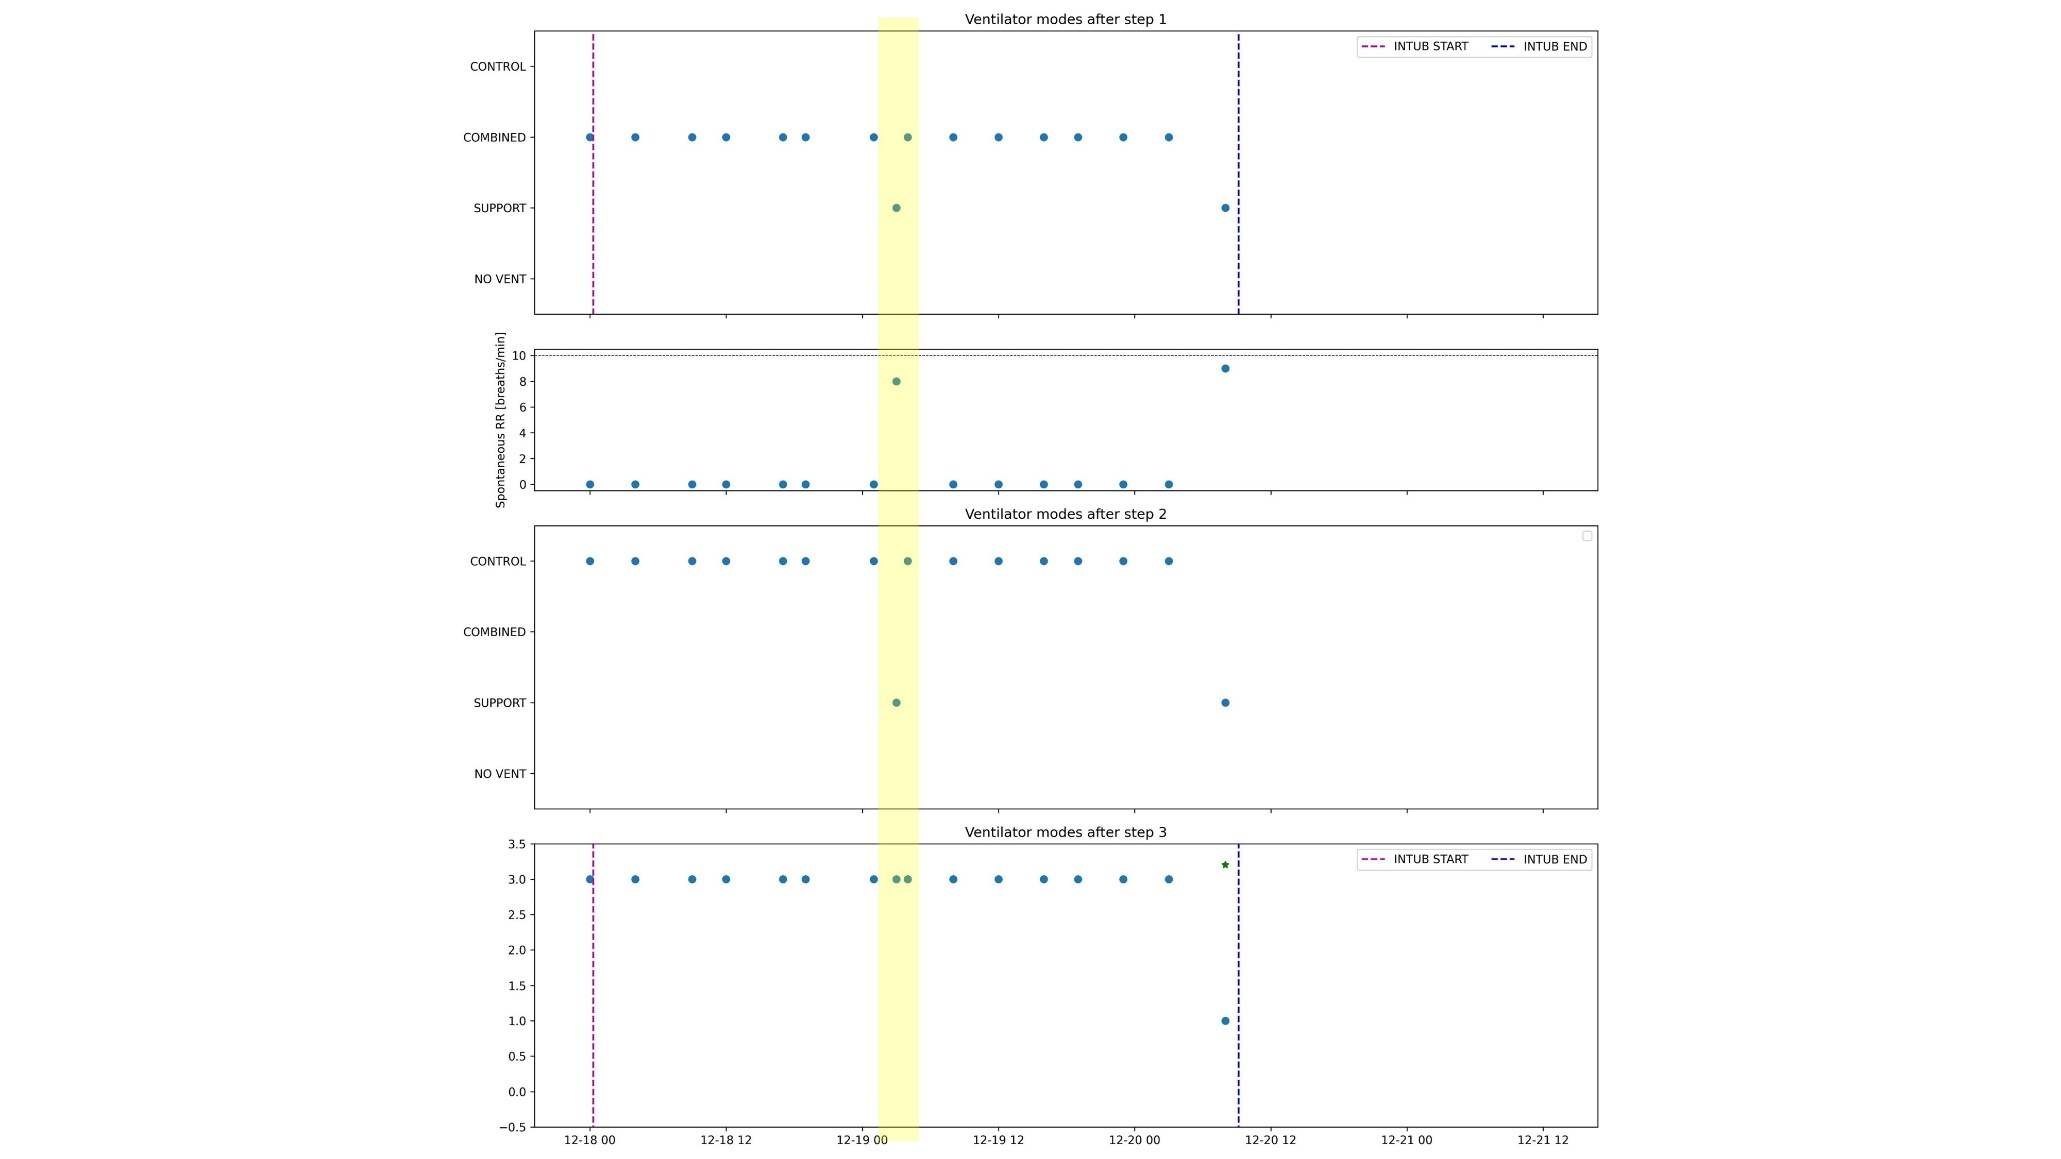 Ventilator modes after step 1
INTUB START
INTUB END
CONTROL
COMBINED
SUPPORT
NO VENT
Spontaneous RR [breaths/min]
10
8
6
4
2
0
Ventilator modes after step 2
CONTROL
COMBINED
SUPPORT
NO VENT
Ventilator modes after step 3
INTUB START
INTUB END
3.5
3.0
2.5
2.0
1.5
1.0
0.5
0.0
−0.5
12-18 00
12-18 12
12-19 00
12-19 12
12-20 00
12-20 12
12-21 00
12-21 12